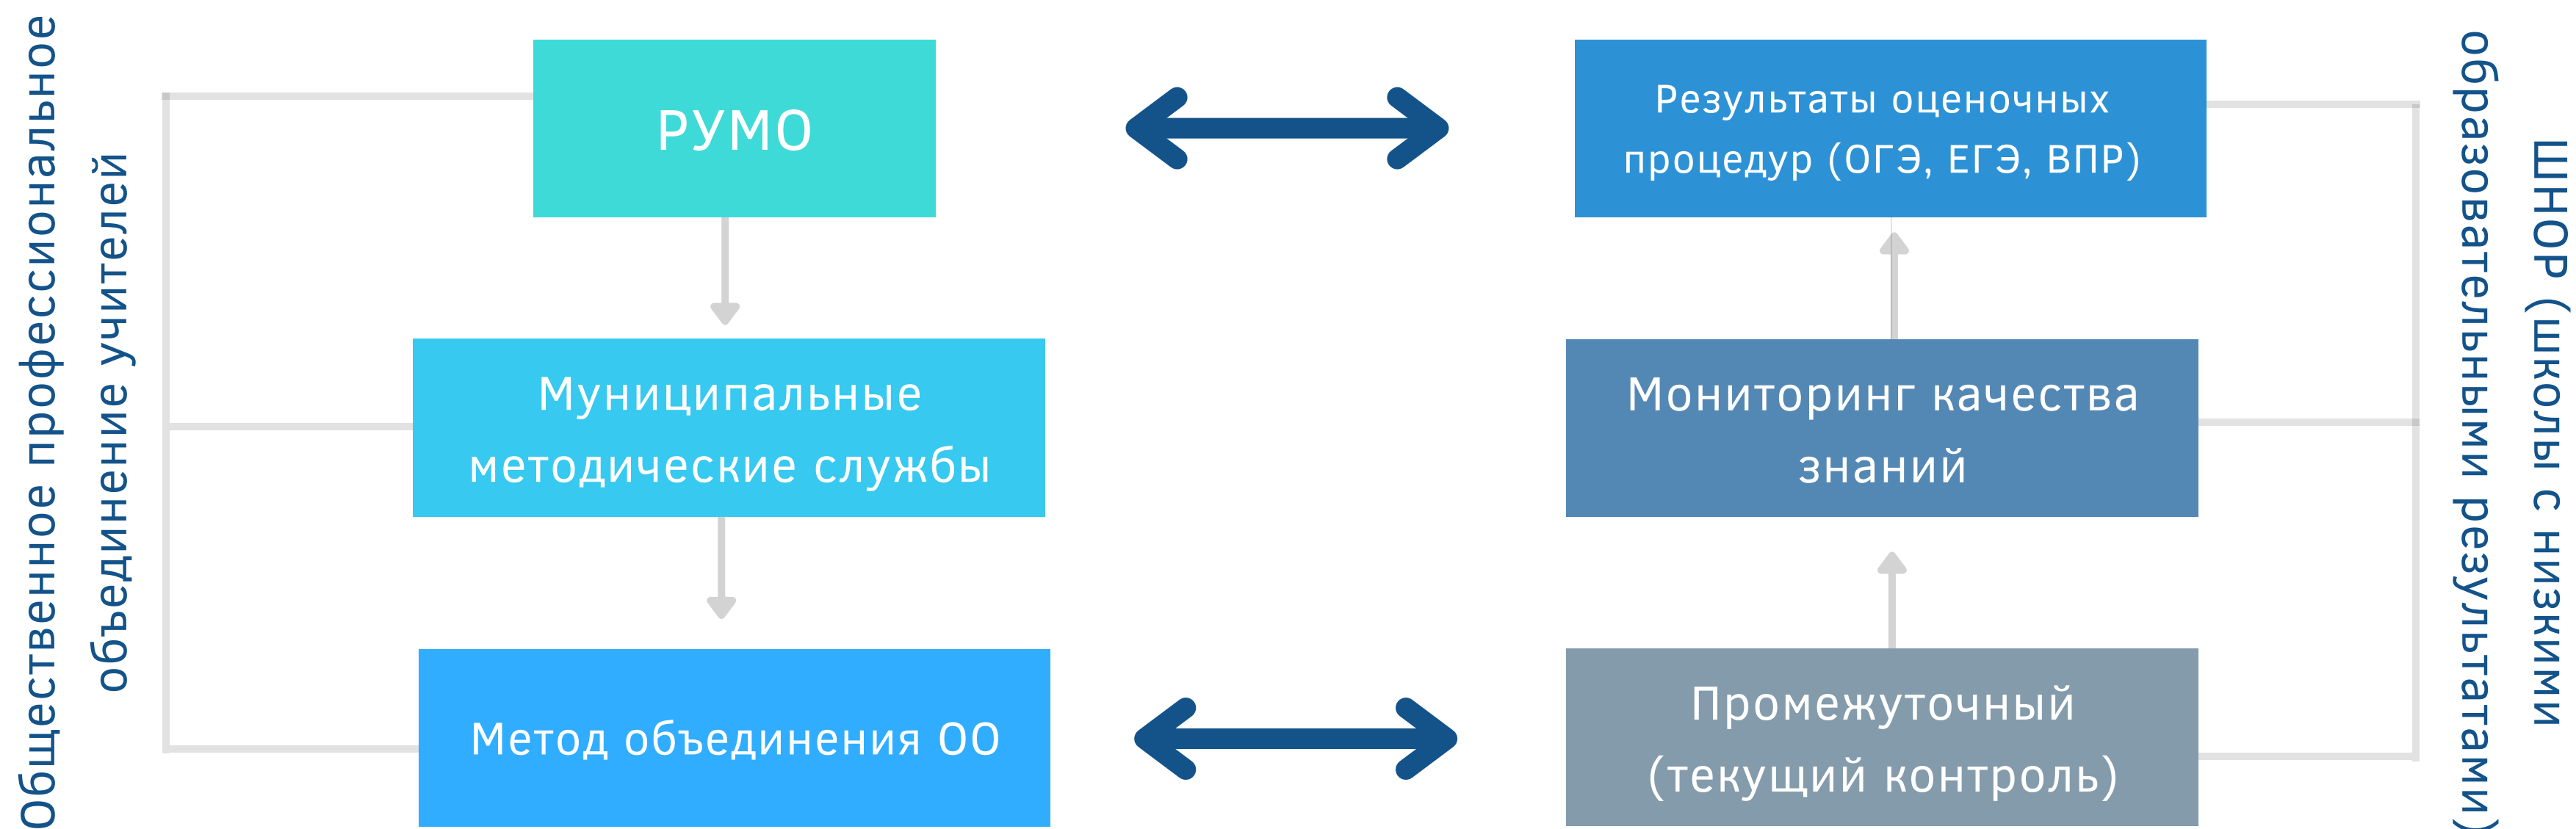 Общественное профессиональное
объединение учителей
РУМО
Муниципальные
методические службы
Метод объединения ОО
Результаты оценочных
процедур (ОГЭ, ЕГЭ, ВПР)
Мониторинг качества
знаний
Промежуточный
(текущий контроль)
ШНОР (школы с низкими
образовательными результатами)